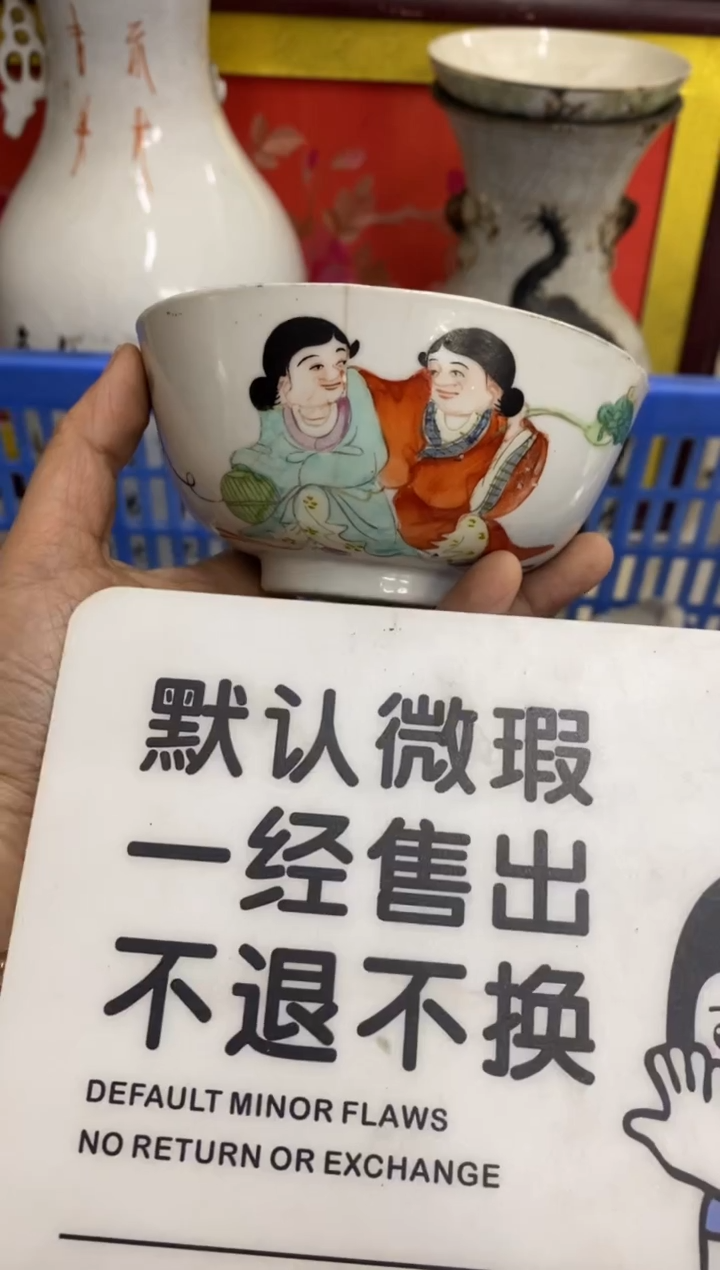 默认微瑕
一经售出
不退不换
DEFAULT MINOR FLAWS
NO RETURN OR EXCHANGE